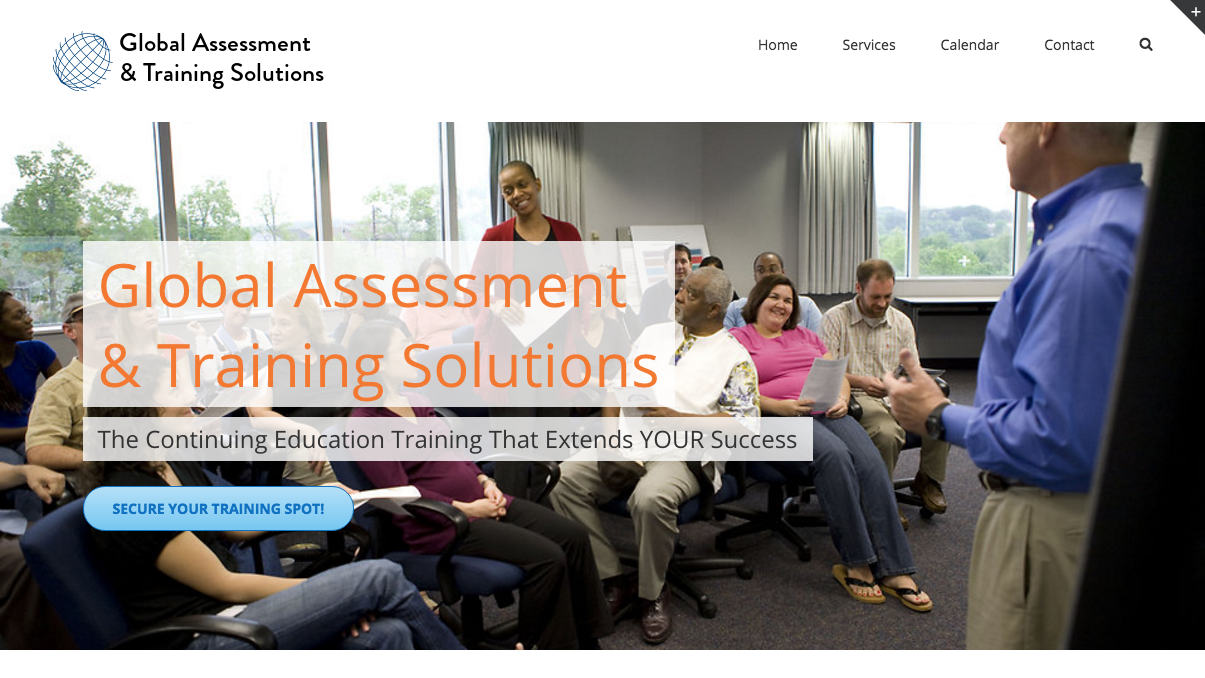 Global Assessment
& Training Solutions
Home
Services
Calendar
Contact
Global Assessment
& Training Solutions
The Continuing Education Training That Extends YOUR Success
SECURE YOUR TRAINING SPOT!